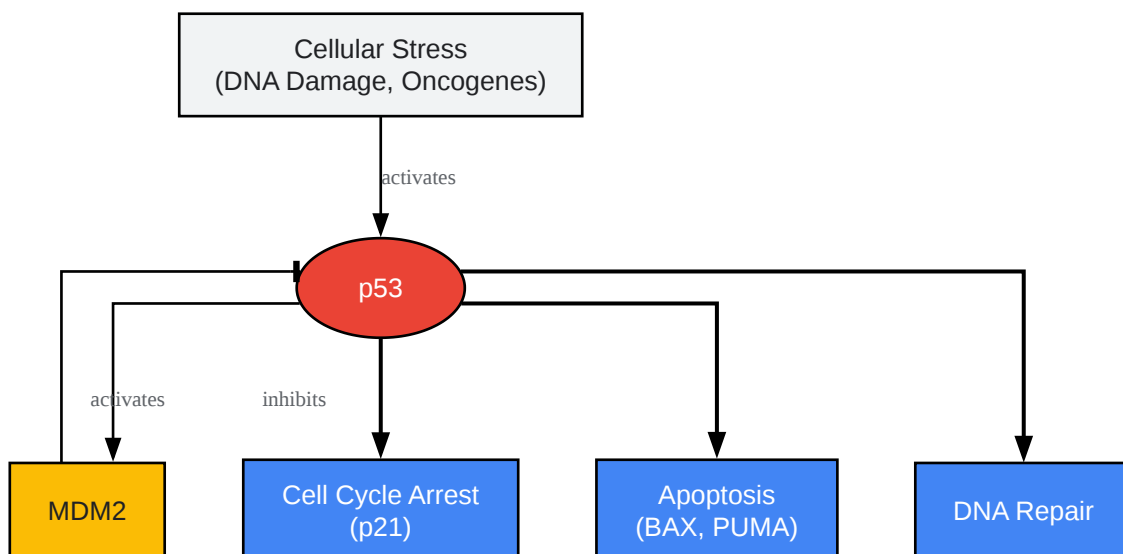 Cellular Stress
(DNA Damage, Oncogenes)
activates
p53
activates
inhibits
MDM2
Cell Cycle Arrest
(p21)
Apoptosis
(BAX, PUMA)
DNA Repair